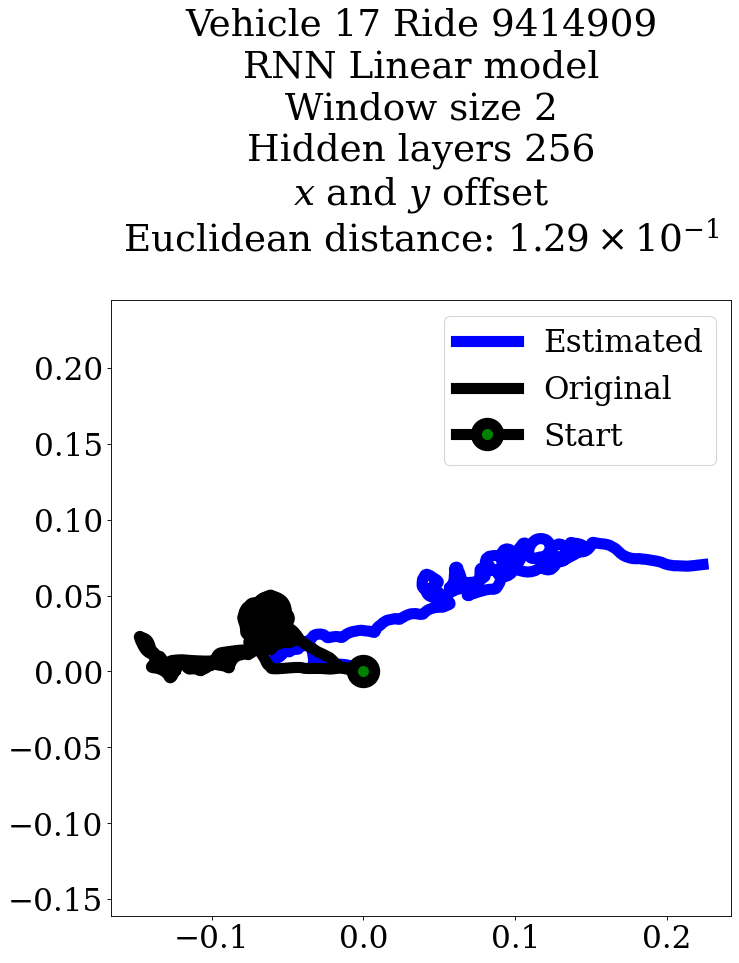 Vehicle 17 Ride 9414909
RNN Linear model
Window size 2
Hidden layers 256
x and y offset
Euclidean distance: 1.29 × 10⁻¹
Estimated
Original
Start
0.20
0.15
0.10
0.05
0.00
−0.05
−0.10
−0.15
−0.1 0.0 0.1 0.2